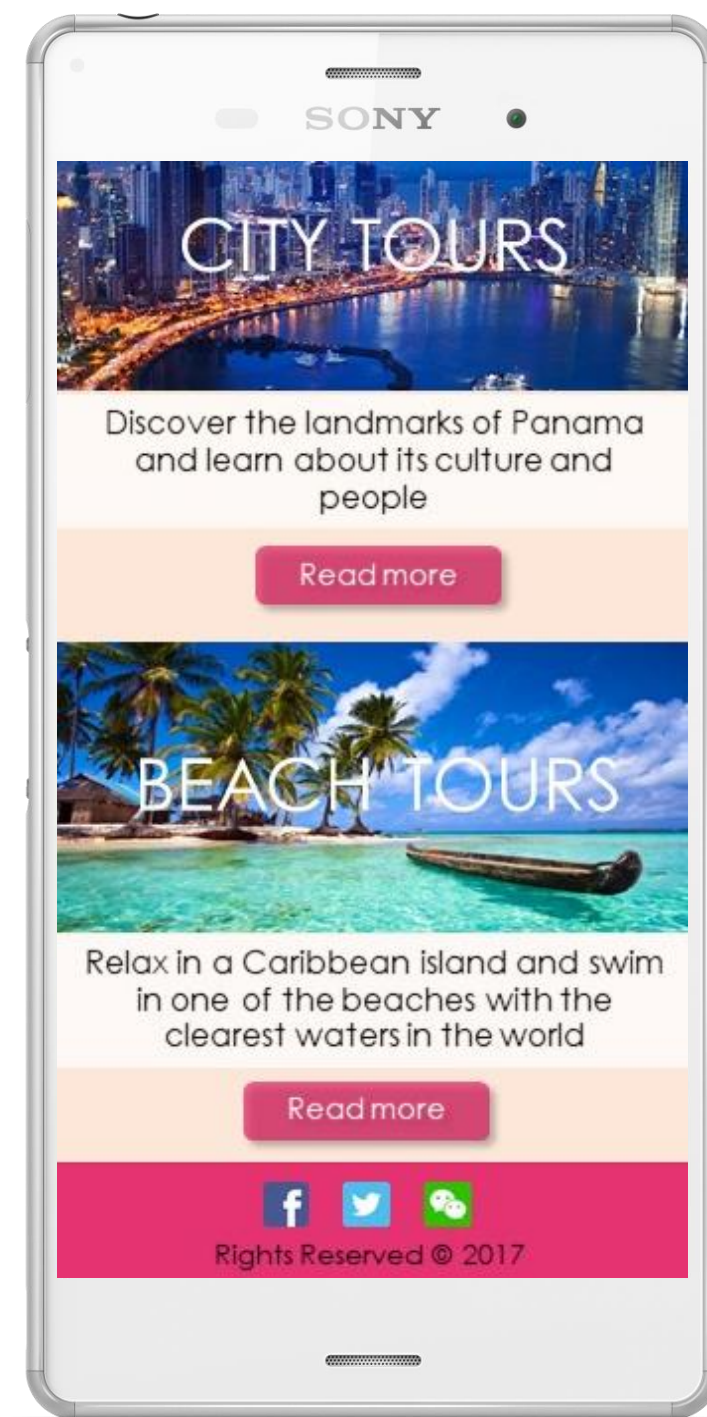 SONY
CITY TOURS
Discover the landmarks of Panama
and learn about its culture and
people
Read more
BEACH TOURS
Relax in a Caribbean island and swim
in one of the beaches with the
clearest waters in the world
Read more
f
Rights Reserved © 2017